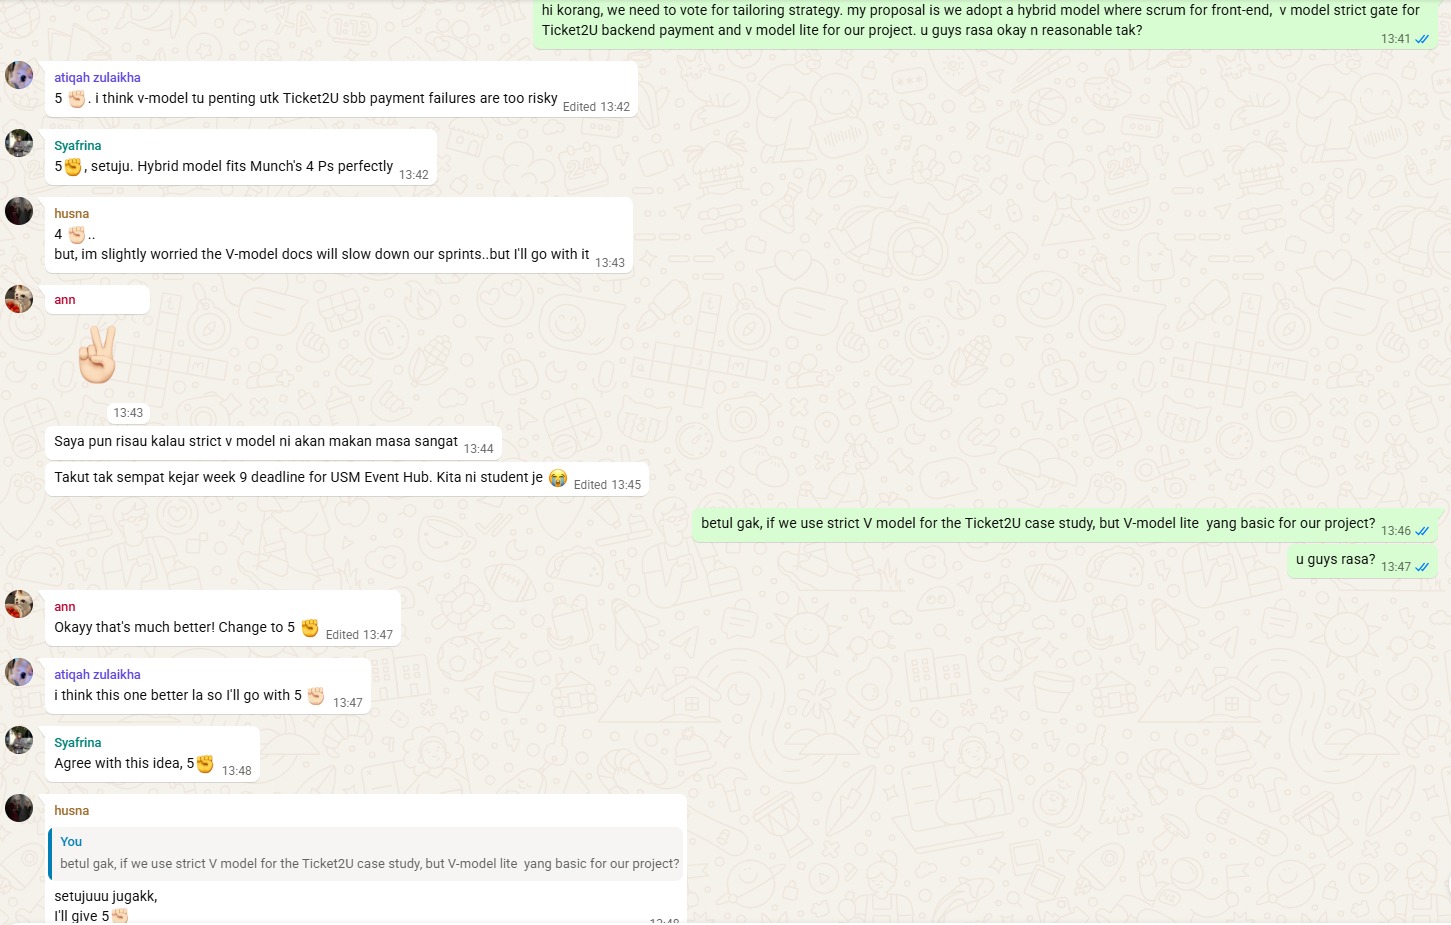 hi korang, we need to vote for tailoring strategy. my proposal is we adopt a hybrid model where scrum for front-end,  v model strict gate for
Ticket2U backend payment and v model lite for our project. u guys rasa okay n reasonable tak?
13:41
atiqah zulaikha
5 ✊🏻. i think v-model tu penting utk Ticket2U sbb payment failures are too risky
Edited 13:42
Syafrina
5✊, setuju. Hybrid model fits Munch's 4 Ps perfectly
13:42
husna
4 ✊🏻..
but, im slightly worried the V-model docs will slow down our sprints..but I'll go with it
13:43
ann
✌🏻
13:43
Saya pun risau kalau strict v model ni akan makan masa sangat
13:44
Takut tak sempat kejar week 9 deadline for USM Event Hub. Kita ni student je 😭
Edited 13:45
betul gak, if we use strict V model for the Ticket2U case study, but V-model lite  yang basic for our project?
13:46
u guys rasa?
13:47
ann
Okayy that's much better! Change to 5 ✊
Edited 13:47
atiqah zulaikha
i think this one better la so I'll go with 5 ✊🏻
13:47
Syafrina
Agree with this idea, 5✊
13:48
husna
You
betul gak, if we use strict V model for the Ticket2U case study, but V-model lite  yang basic for our project?
setujuuu jugakk,
I'll give 5✊🏻
13:48